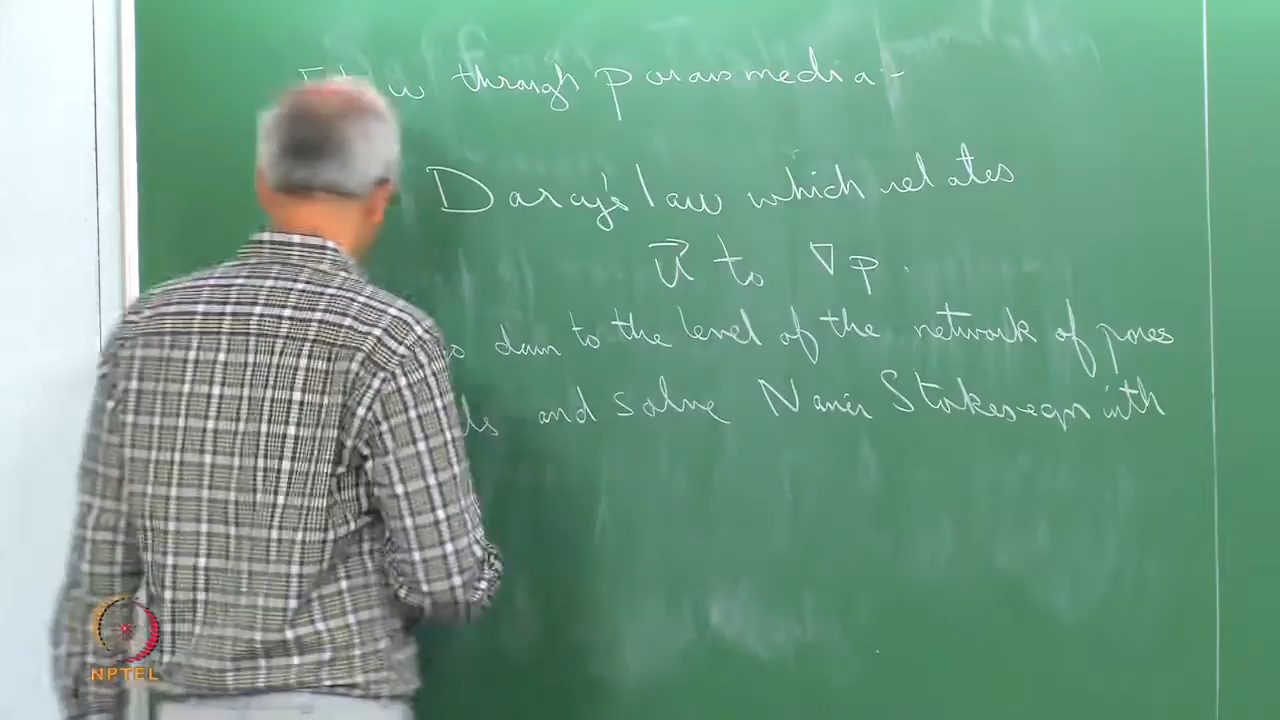 through porous media :-
Darcy's law which relates
u to ∇p.
down to the level of the network of pores
and solve Navier Stokes eqn with
NPTEL